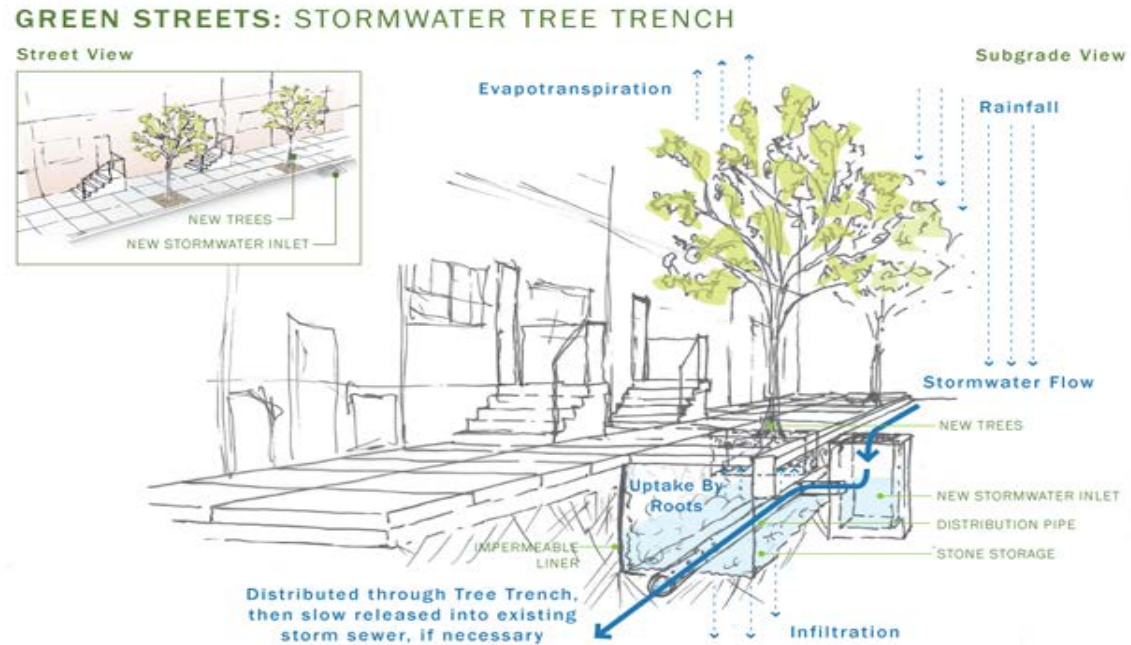 GREEN STREETS: STORMWATER TREE TRENCH
Street View
Subgrade View
NEW TREES
NEW STORMWATER INLET
Evapotranspiration
Rainfall
Stormwater Flow
NEW TREES
Uptake By
Roots
NEW STORMWATER INLET
DISTRIBUTION PIPE
IMPERMEABLE
LINER
STONE STORAGE
Distributed through Tree Trench,
then slow released into existing
storm sewer, if necessary
Infiltration